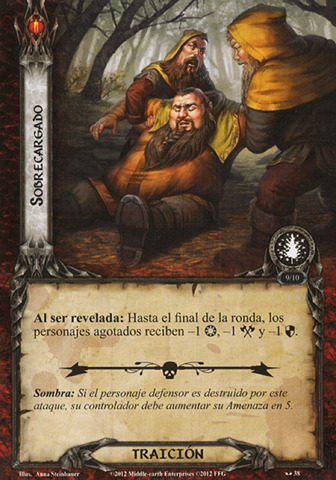 SOBRECARGADO
9/10
Al ser revelada: Hasta el final de la ronda, los
personajes agotados reciben –1, –1 y –1.
Sombra: Si el personaje defensor es destruido por este
ataque, su controlador debe aumentar su Amenaza en 5.
TRAICIÓN
Illus. Anna Steinbauer ©2012 Middle-earth Enterprises ©2012 FFG 38